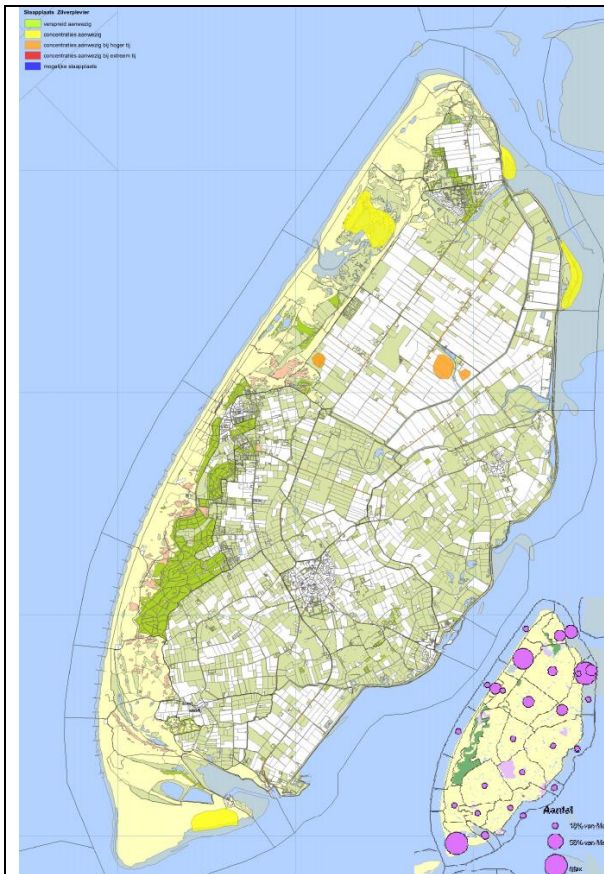 Slaapplaats Zilverplevier
verspreid aanwezig
concentraties aanwezig
concentraties aanwezig bij hoger tij
concentraties aanwezig bij extreem tij
mogelijke slaapplaats
Aantal
Max